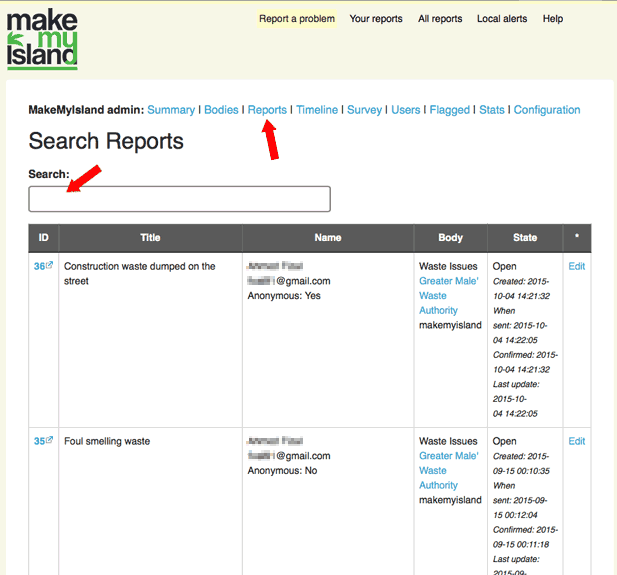 make
my
Island
Report a problem Your reports All reports Local alerts Help
MakeMyIsland admin: Summary | Bodies | Reports | Timeline | Survey | Users | Flagged | Stats | Configuration
Search Reports
Search:
ID Title Name Body State *
36 Construction waste dumped on the street
@gmail.com
Anonymous: Yes
Waste Issues
Greater Male'
Waste
Authority
makemyisland
Open
Created: 2015-
10-04 14:21:32
When
sent: 2015-10-
04 14:22:05
Confirmed: 2015-
10-04 14:21:32
Last update:
2015-10-
04 14:22:05
Edit
35 Foul smelling waste
@gmail.com
Anonymous: No
Waste Issues
Greater Male'
Waste
Authority
makemyisland
Open
Created: 2015-
09-15 00:10:35
When
sent: 2015-09-
15 00:12:04
Confirmed: 2015-
09-15 00:11:18
Last update:
2015-09-
Edit